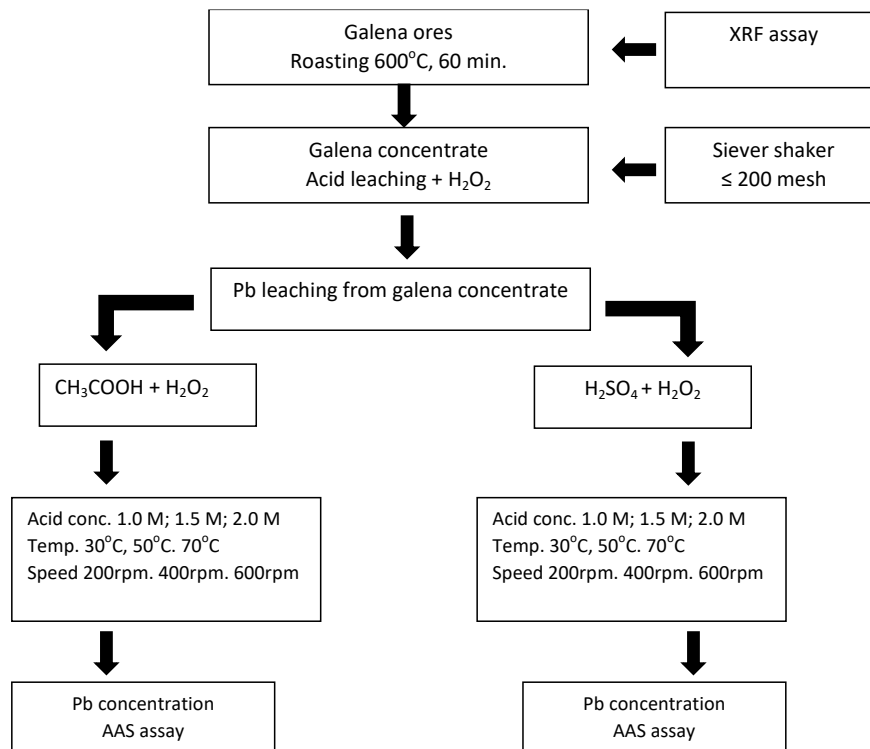 Galena ores
Roasting 600°C, 60 min.
XRF assay
Galena concentrate
Acid leaching + H₂O₂
Siever shaker
≤ 200 mesh
Pb leaching from galena concentrate
CH₃COOH + H₂O₂
H₂SO₄ + H₂O₂
Acid conc. 1.0 M; 1.5 M; 2.0 M
Temp. 30°C, 50°C. 70°C
Speed 200rpm. 400rpm. 600rpm
Acid conc. 1.0 M; 1.5 M; 2.0 M
Temp. 30°C, 50°C. 70°C
Speed 200rpm. 400rpm. 600rpm
Pb concentration
AAS assay
Pb concentration
AAS assay